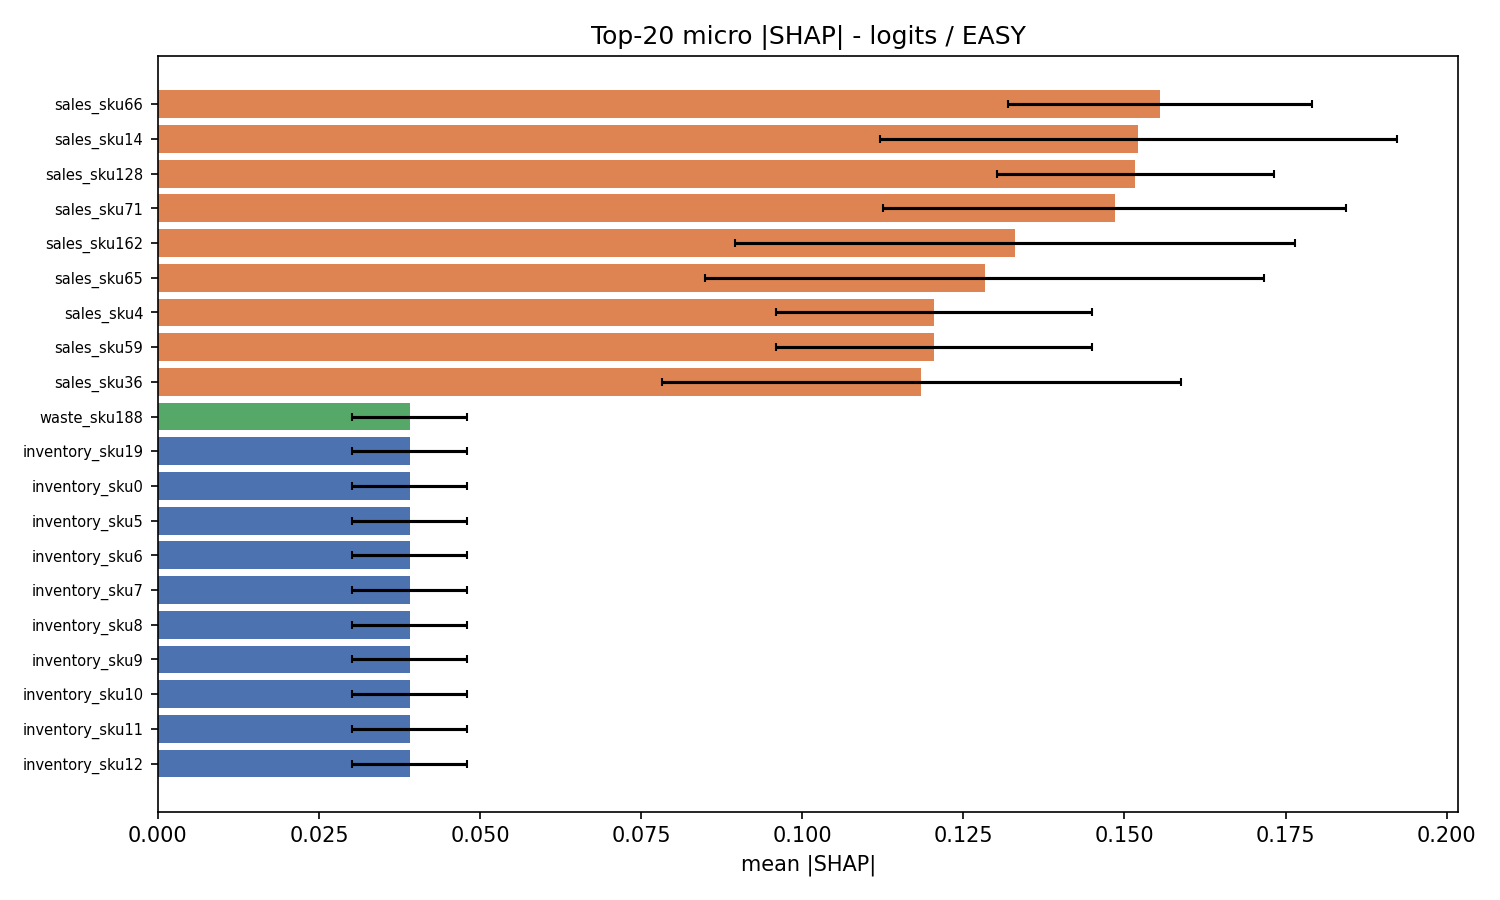 Top-20 micro |SHAP| - logits / EASY
sales_sku66
sales_sku14
sales_sku128
sales_sku71
sales_sku162
sales_sku65
sales_sku4
sales_sku59
sales_sku36
waste_sku188
inventory_sku19
inventory_sku0
inventory_sku5
inventory_sku6
inventory_sku7
inventory_sku8
inventory_sku9
inventory_sku10
inventory_sku11
inventory_sku12
0.000 0.025 0.050 0.075 0.100 0.125 0.150 0.175 0.200
mean |SHAP|